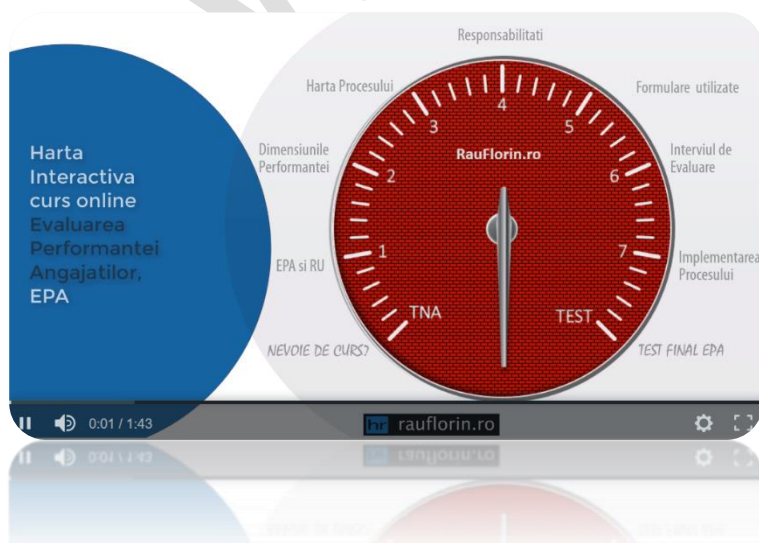 Harta
Interactiva
curs online
Evaluarea
Performantei
Angajatilor,
EPA
Responsabilitati
Harta Procesului
Formulare utilizate
Dimensiunile
Performantei
Interviul de
Evaluare
EPA si RU
Implementarea
Procesului
NEVOIE DE CURS?
TEST FINAL EPA
RauFlorin.ro
1
2
3
4
5
6
7
TNA
TEST
0:01 / 1:43
hr rauflorin.ro